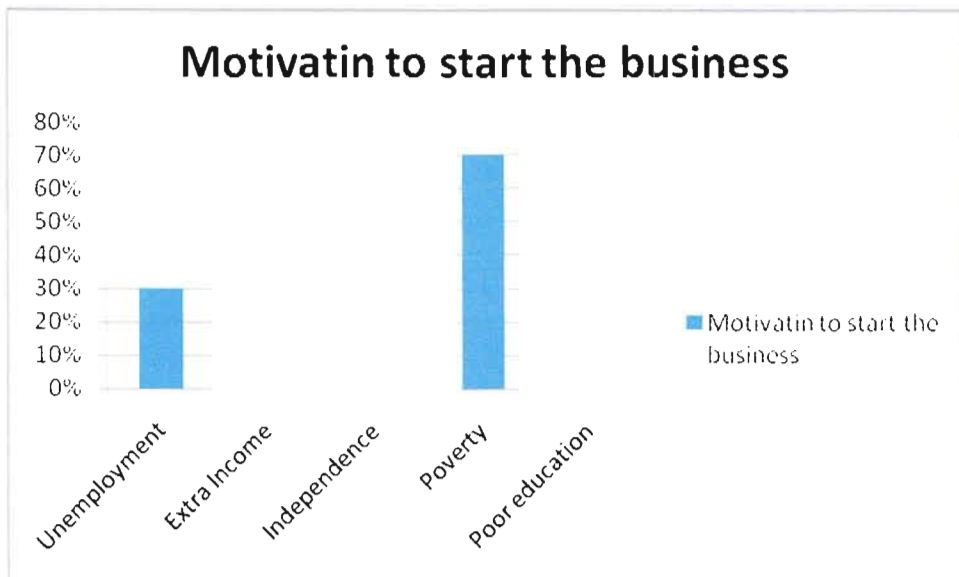 Motivatin to start the business
80%
70%
60%
50%
40%
30%
20%
10%
0%
Unemployment
Extra Income
Independence
Poverty
Poor education
Motivatin to start the
business